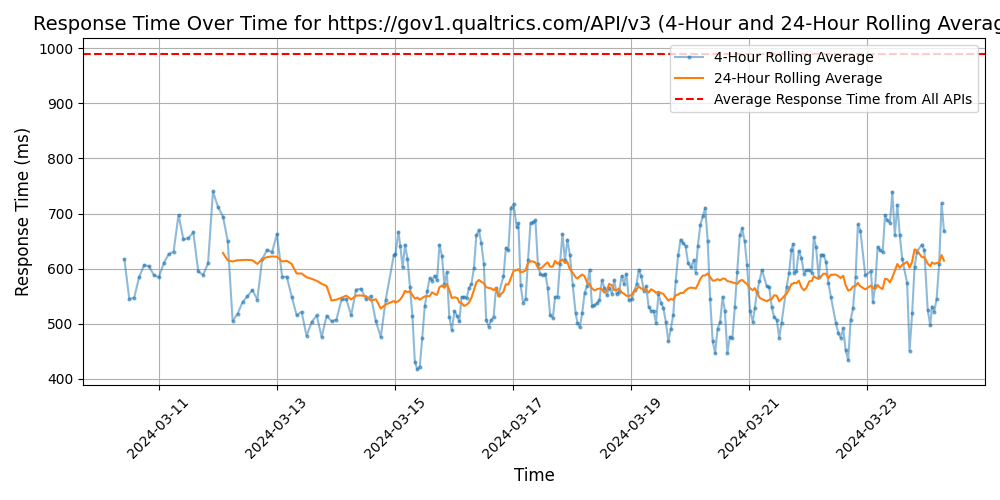 Response Time Over Time for https://gov1.qualtrics.com/API/v3 (4-Hour and 24-Hour Rolling Averag
1000
900
800
700
600
500
400
Response Time (ms)
4-Hour Rolling Average
24-Hour Rolling Average
Average Response Time from All APIs
2024-03-11
2024-03-13
2024-03-15
2024-03-17
2024-03-19
2024-03-21
2024-03-23
Time